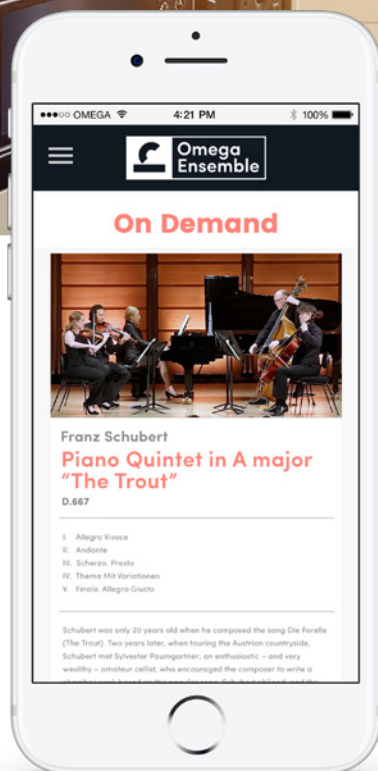 OMEGA 4:21 PM 100%
Omega
Ensemble
On Demand
Franz Schubert
Piano Quintet in A major
“The Trout”
D.667
I. Allegro Vivace
II. Andante
III. Scherzo. Presto
IV. Thema Mit Variationen
V. Finale. Allegro Giusto
Schubert was only 20 years old when he composed the song Die Forelle
(The Trout). Two years later, when touring the Austrian countryside,
Schubert met Sylvester Paumgartner; an enthusiastic – and very
wealthy – amateur cellist, who encouraged the composer to write a